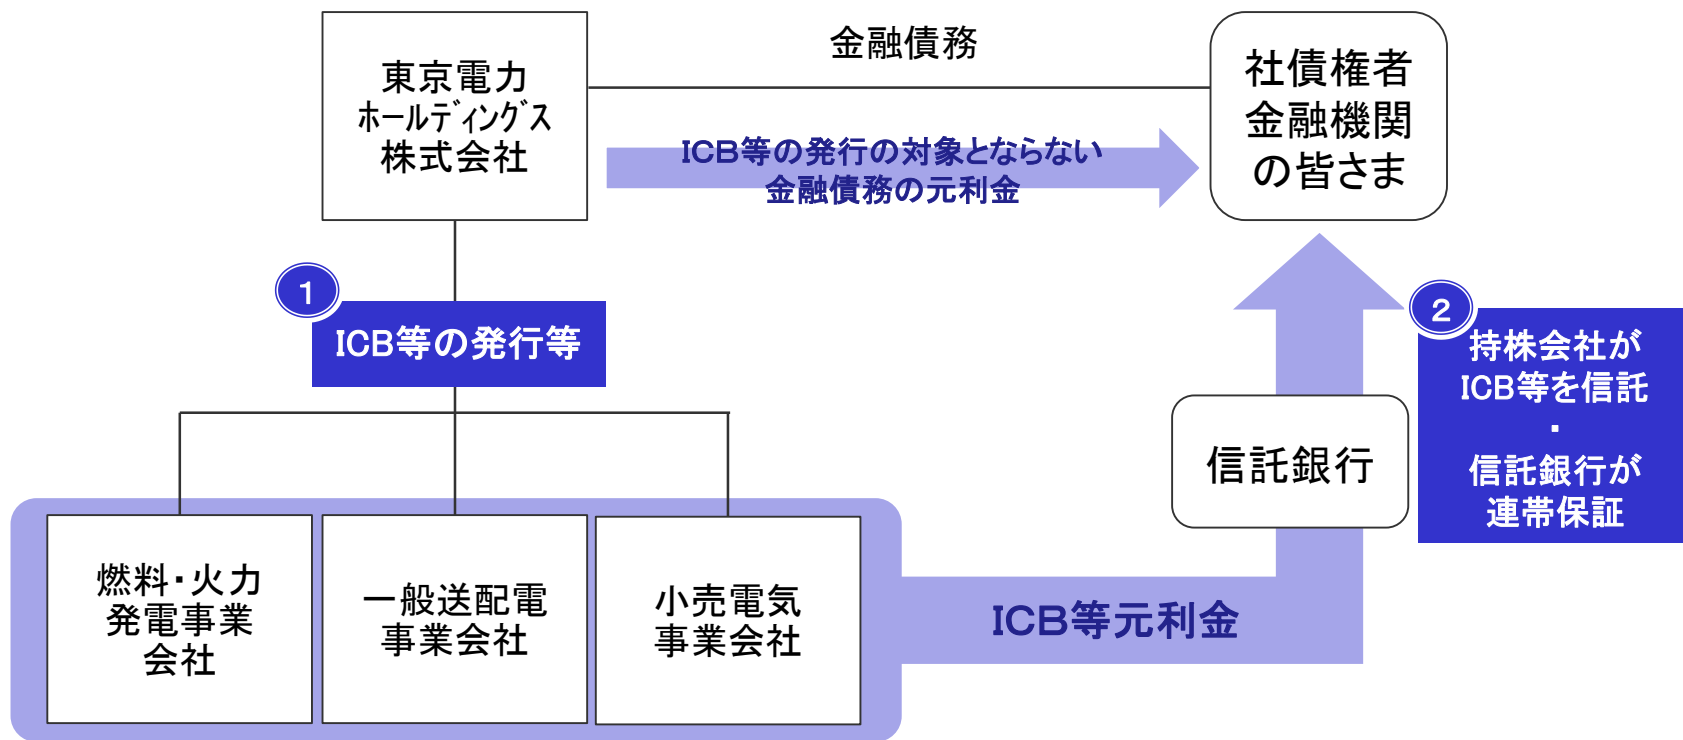 東京電力
ホールディングス
株式会社
金融債務
社債権者
金融機関
の皆さま
ICB等の発行の対象とならない
金融債務の元利金
1
ICB等の発行等
2
持株会社が
ICB等を信託
・
信託銀行が
連帯保証
信託銀行
燃料・火力
発電事業
会社
一般送配電
事業会社
小売電気
事業会社
ICB等元利金